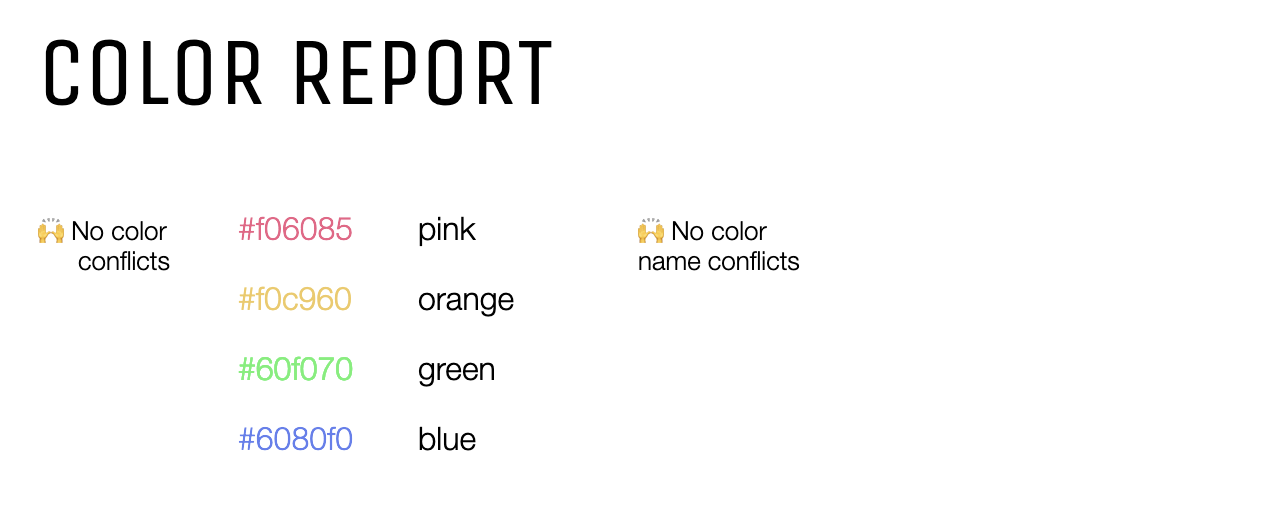 COLOR REPORT
🙌 No color
conflicts
#f06085 pink
#f0c960 orange
#60f070 green
#6080f0 blue
🙌 No color
name conflicts